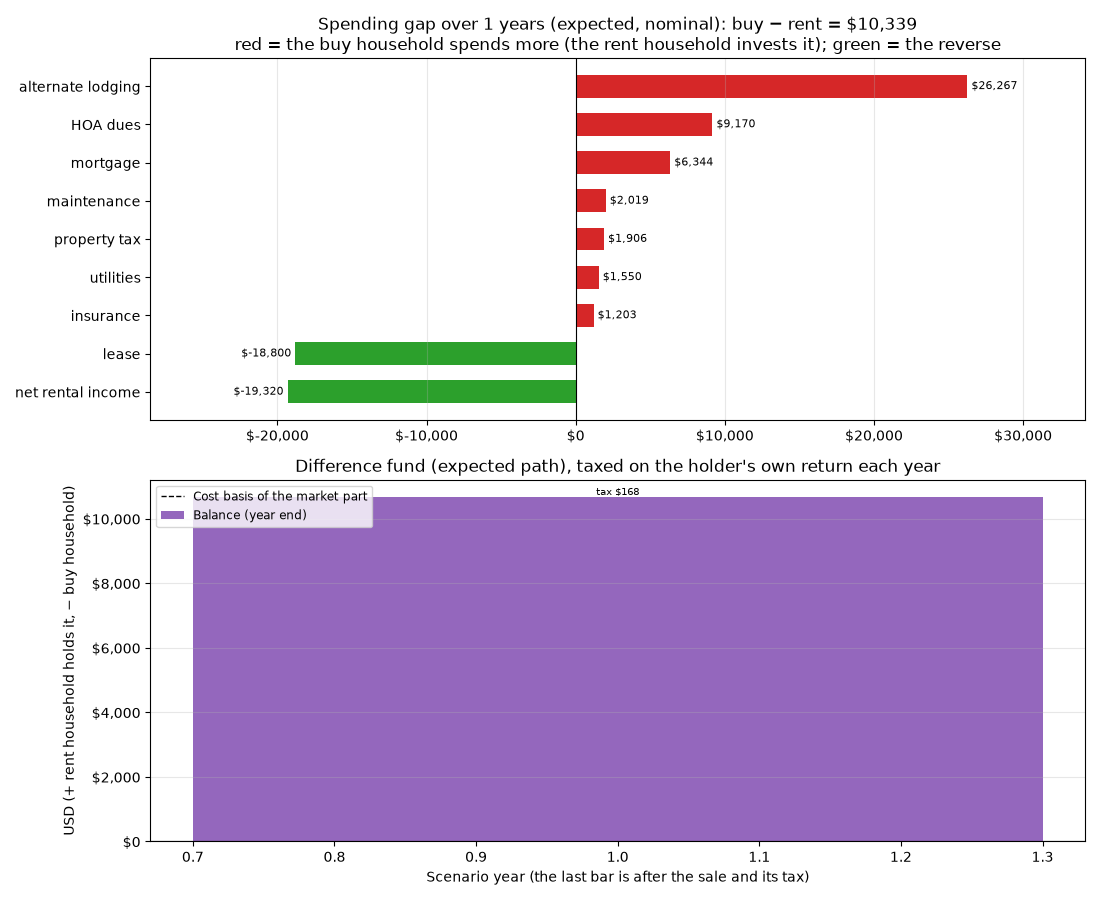 Spending gap over 1 years (expected, nominal): buy − rent = $10,339
red = the buy household spends more (the rent household invests it); green = the reverse
alternate lodging
$26,267
HOA dues
$9,170
mortgage
$6,344
maintenance
$2,019
property tax
$1,906
utilities
$1,550
insurance
$1,203
lease
$-18,800
net rental income
$-19,320
$-20,000
$-10,000
$0
$10,000
$20,000
$30,000
Difference fund (expected path), taxed on the holder's own return each year
Cost basis of the market part
Balance (year end)
tax $168
USD (+ rent household holds it, − buy household)
$10,000
$8,000
$6,000
$4,000
$2,000
$0
0.7
0.8
0.9
1.0
1.1
1.2
1.3
Scenario year (the last bar is after the sale and its tax)